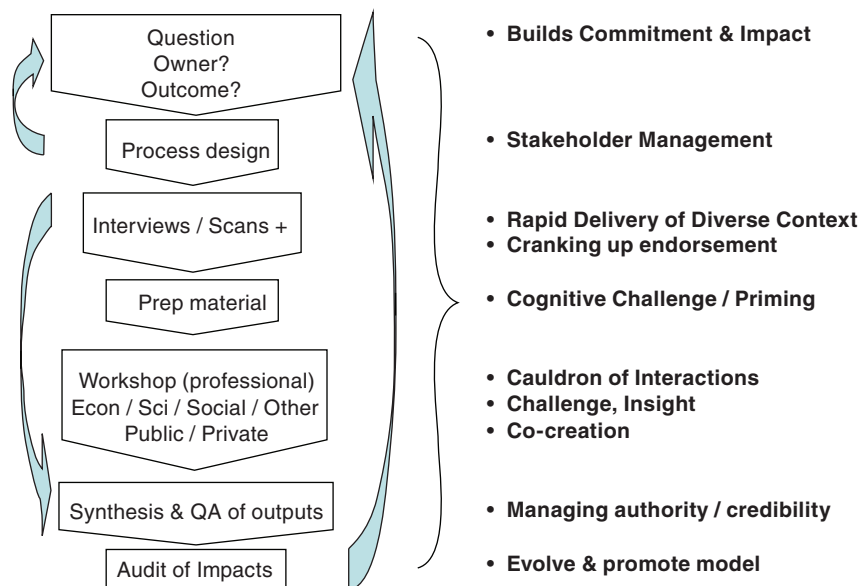 Question
Owner?
Outcome?
Process design
Interviews / Scans +
Prep material
Workshop (professional)
Econ / Sci / Social / Other
Public / Private
Synthesis & QA of outputs
Audit of Impacts
• Builds Commitment & Impact
• Stakeholder Management
• Rapid Delivery of Diverse Context
• Cranking up endorsement
• Cognitive Challenge / Priming
• Cauldron of Interactions
• Challenge, Insight
• Co-creation
• Managing authority / credibility
• Evolve & promote model